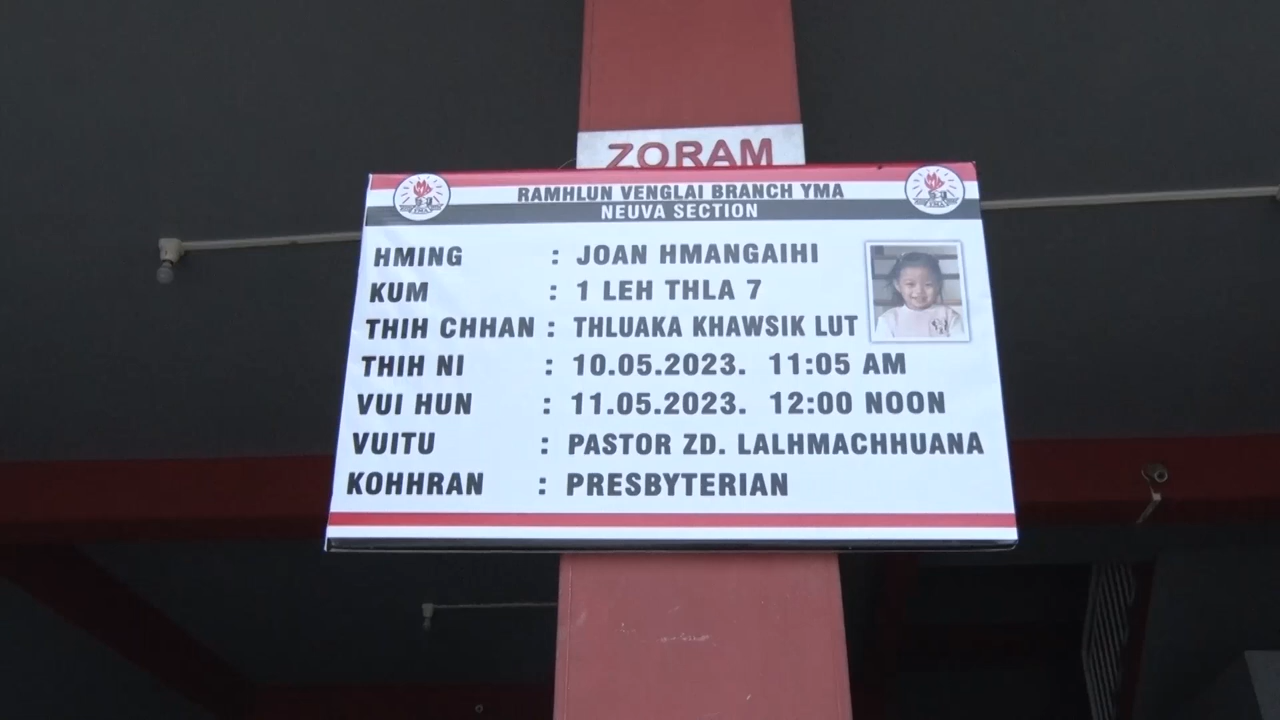 ZORAM
RAMHLUN VENGLAI BRANCH YMA
NEUVA SECTION
HMING : JOAN HMANGAIHI
KUM : 1 LEH THLA 7
THIH CHHAN : THLUAKA KHAWSIK LUT
THIH NI : 10.05.2023. 11:05 AM
VUI HUN : 11.05.2023. 12:00 NOON
VUITU : PASTOR ZD. LALHMACHHUANA
KOHHRAN : PRESBYTERIAN